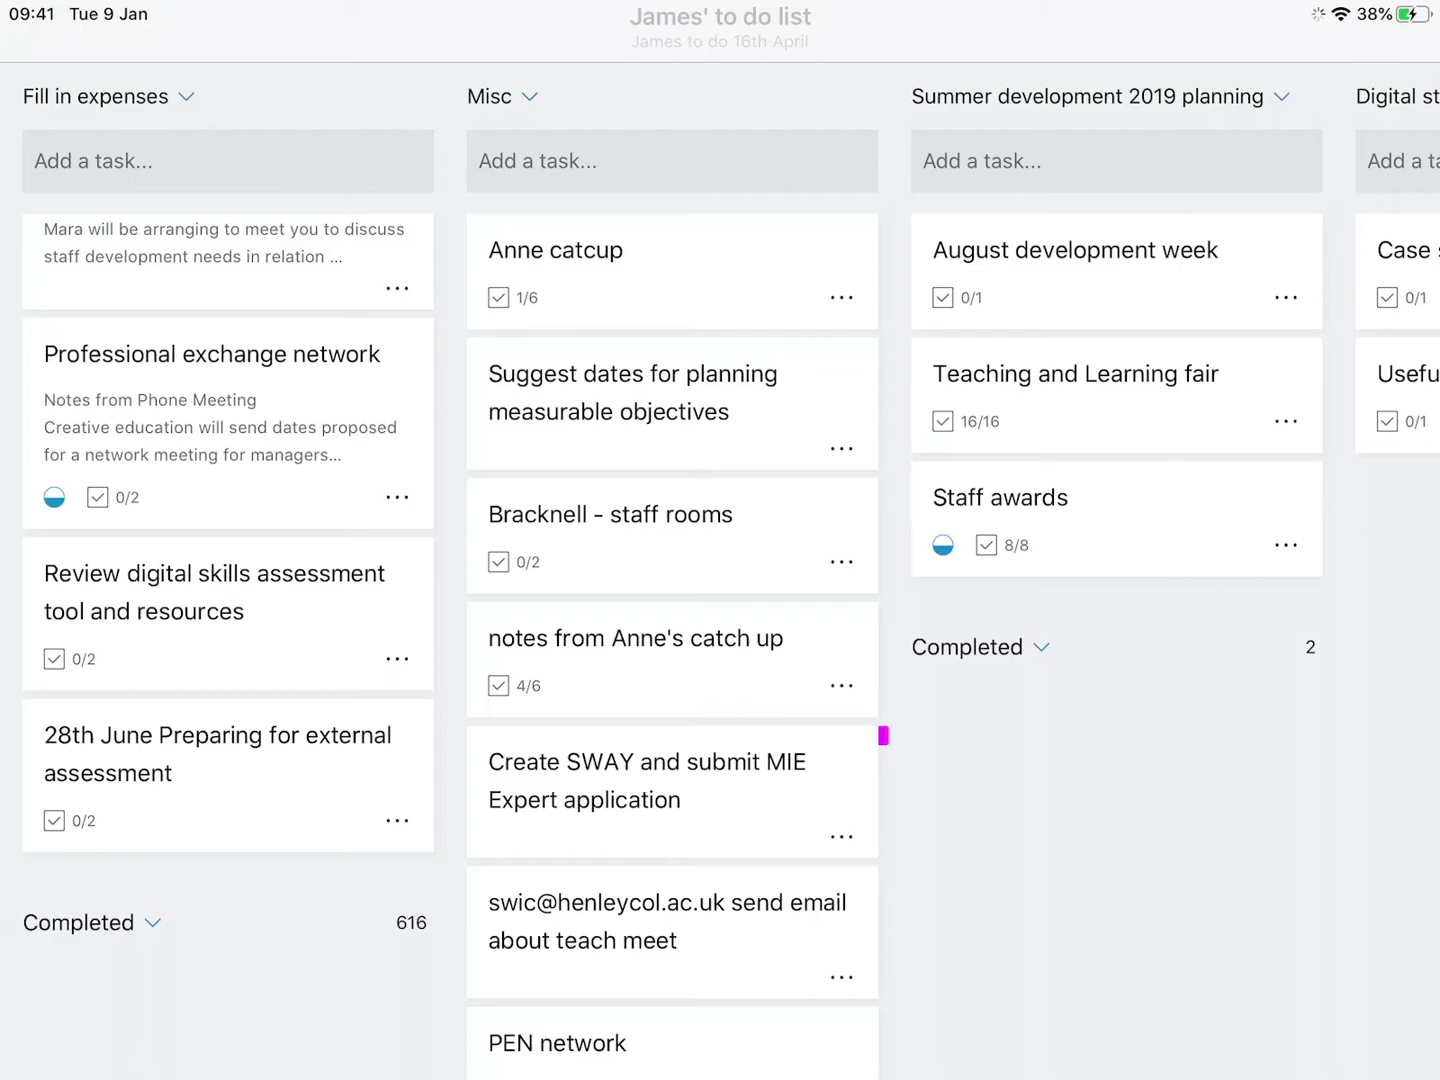 09:41 Tue 9 Jan
James' to do list
38%
James to do 16th April
Fill in expenses
Add a task...
Mara will be arranging to meet you to discuss
staff development needs in relation ...
Professional exchange network
Notes from Phone Meeting
Creative education will send dates proposed
for a network meeting for managers...
0/2
Review digital skills assessment
tool and resources
0/2
28th June Preparing for external
assessment
0/2
Completed 616
Misc
Add a task...
Anne catcup
1/6
Suggest dates for planning
measurable objectives
Bracknell - staff rooms
0/2
notes from Anne's catch up
4/6
Create SWAY and submit MIE
Expert application
swic@henleycol.ac.uk send email
about teach meet
PEN network
Summer development 2019 planning
Add a task...
August development week
0/1
Teaching and Learning fair
16/16
Staff awards
8/8
Completed 2
Digital st
Add a ta
Case
0/1
Usefu
0/1